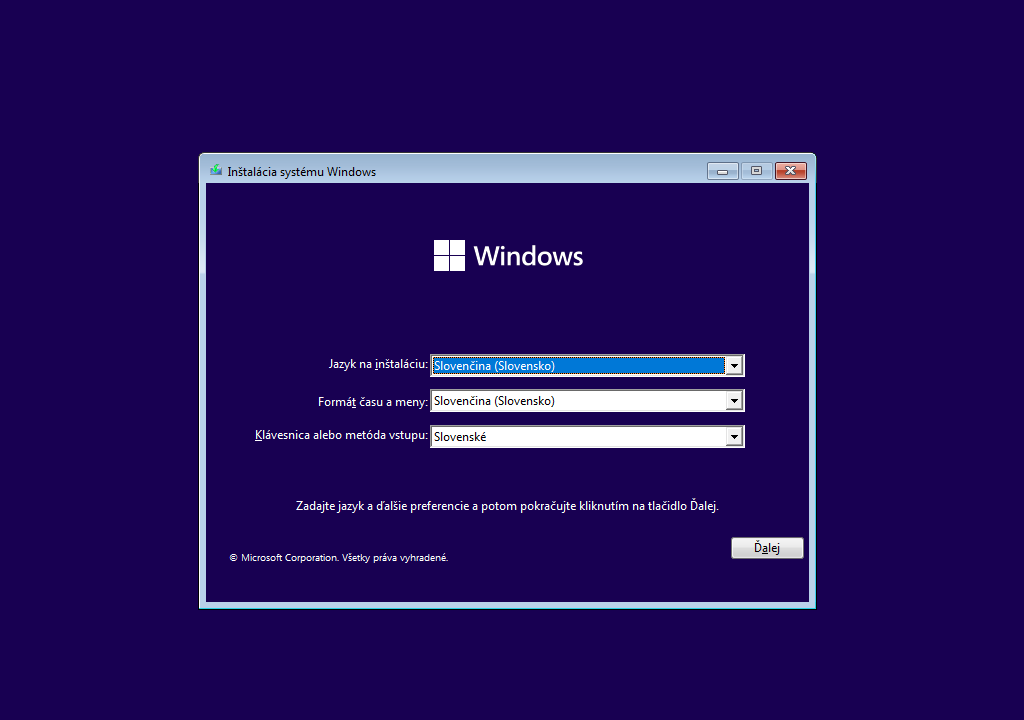 Inštalácia systému Windows
Windows
Jazyk na inštaláciu: Slovenčina (Slovensko)
Formát času a meny: Slovenčina (Slovensko)
Klávesnica alebo metóda vstupu: Slovenské
Zadajte jazyk a ďalšie preferencie a potom pokračujte kliknutím na tlačidlo Ďalej.
Ďalej
© Microsoft Corporation. Všetky práva vyhradené.